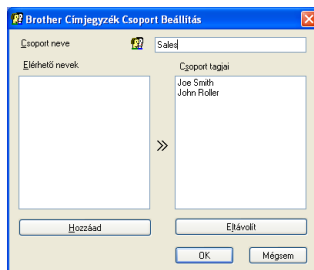 Brother Címjegyzék Csoport Beállítás
Csoport neve
Sales
Elérhető nevek
Csoport tagjai
Joe Smith
John Roller
Hozzáad
Eltávolít
OK
Mégsem